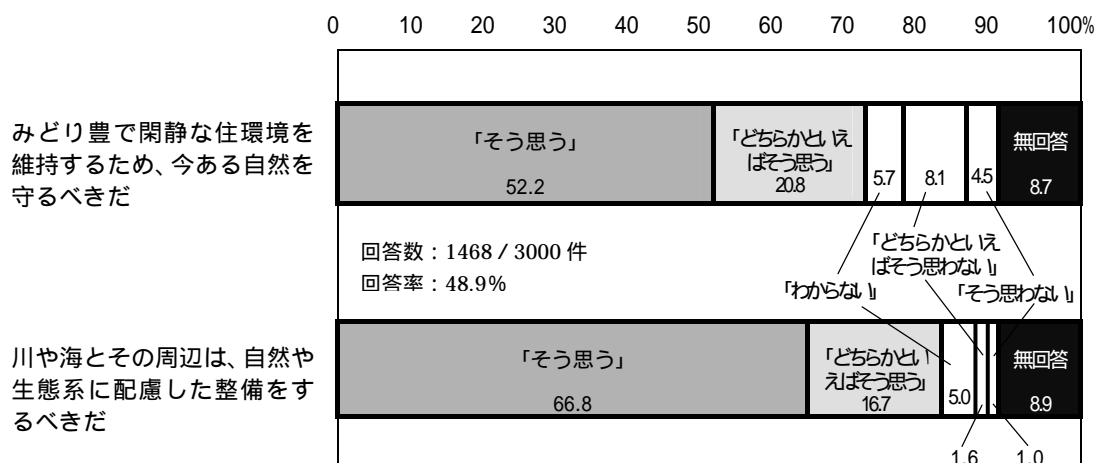 0 10 20 30 40 50 60 70 80 90 100%
みどり豊で閑静な住環境を
維持するため、今ある自然を
守るべきだ
「そう思う」
52.2
「どちらかといえ
ばそう思う」
20.8
5.7
8.1
4.5
無回答
8.7
回答数：1468 / 3000 件
回答率：48.9%
「わからない」
「どちらかといえ
ばそう思わない」
「そう思わない」
川や海とその周辺は、自然や
生態系に配慮した整備をす
るべきだ
「そう思う」
66.8
「どちらかとい
えばそう思う」
16.7
5.0
無回答
8.9
1.6
1.0